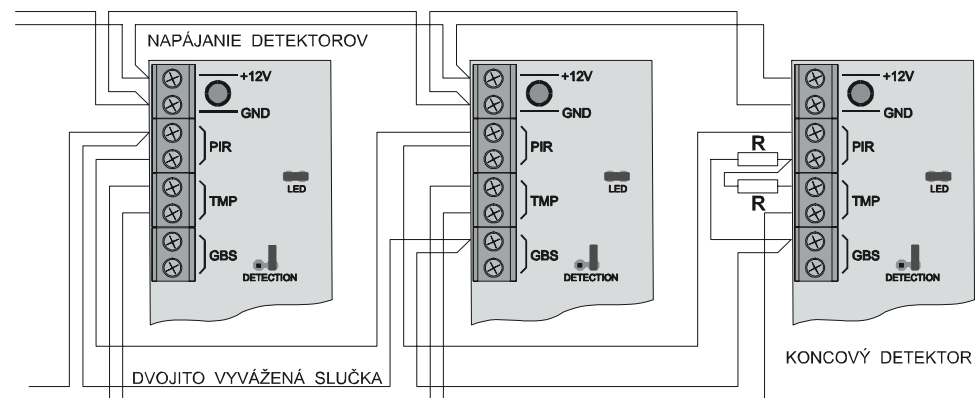 NAPÁJANIE DETEKTOROV
+12V
GND
PIR
LED
TMP
GBS
DETECTION
+12V
GND
PIR
LED
TMP
GBS
DETECTION
+12V
GND
R
PIR
LED
R
TMP
GBS
DETECTION
KONCOVÝ DETEKTOR
DVOJITO VYVÁŽENÁ SLUČKA